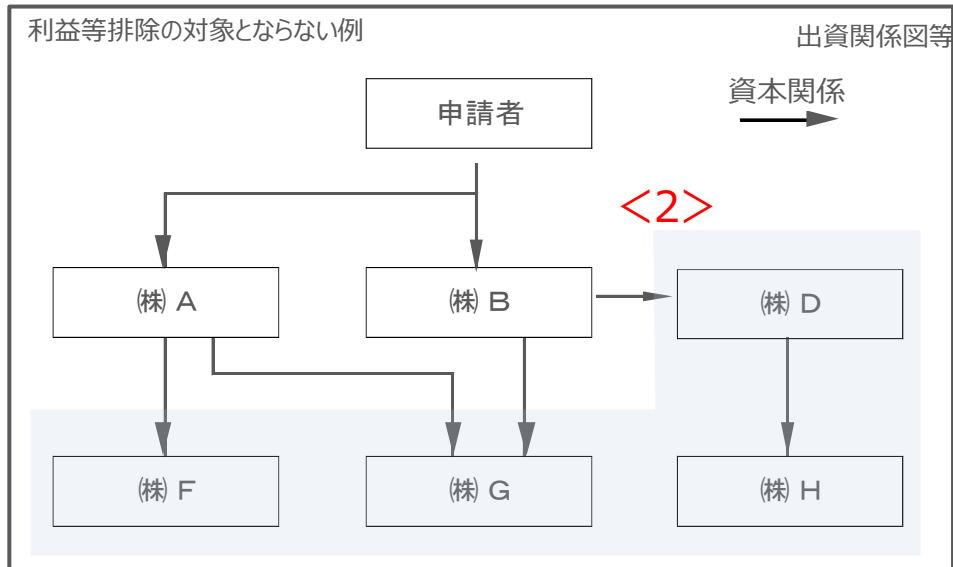 利益等排除の対象とならない例
出資関係図等
資本関係
申請者
<2>
㈱ A
㈱ B
㈱ D
㈱ F
㈱ G
㈱ H